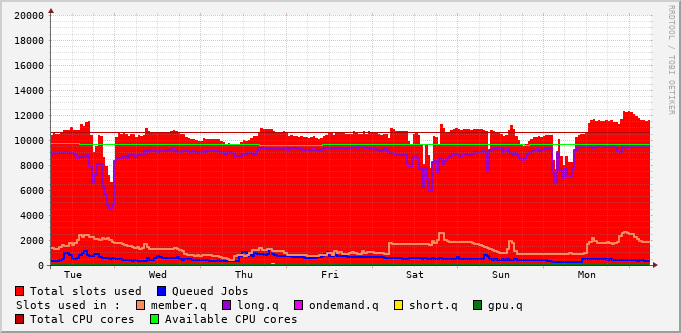 20000
18000
16000
14000
12000
10000
8000
6000
4000
2000
0
Tue Wed Thu Fri Sat Sun Mon
RRDTOOL / TOBI OETIKER
Total slots used Queued Jobs
Slots used in : member.q long.q ondemand.q short.q gpu.q
Total CPU cores Available CPU cores